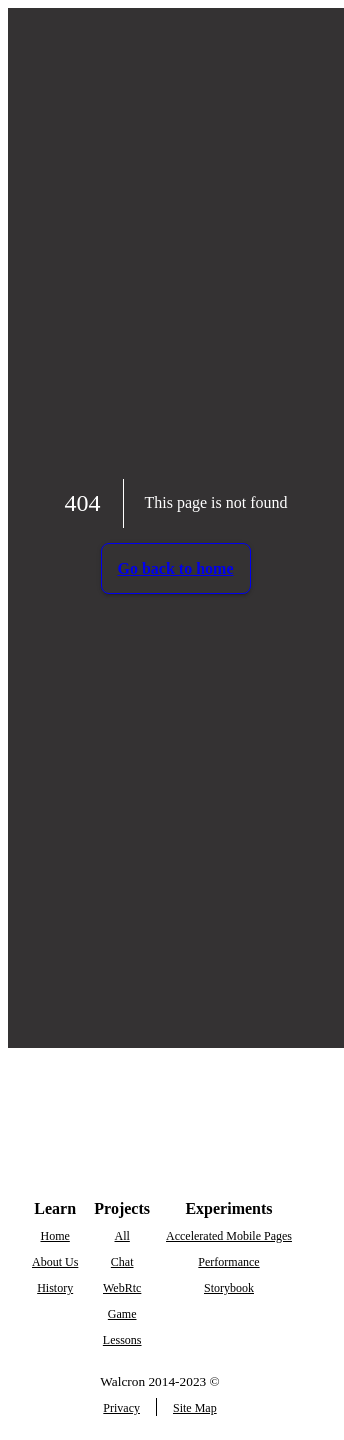 404 This page is not found
Go back to home
Learn Projects Experiments
Home All Accelerated Mobile Pages
About Us Chat Performance
History WebRtc Storybook
Game
Lessons
Walcron 2014-2023 ©
Privacy Site Map